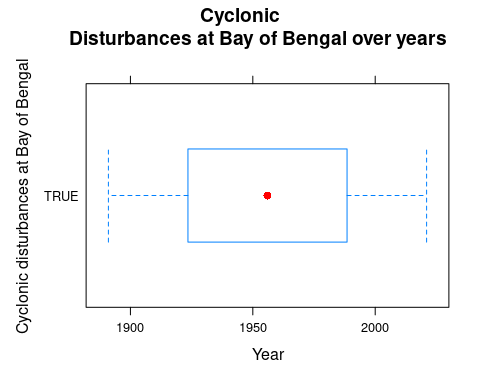 Cyclonic
Disturbances at Bay of Bengal over years
Cyclonic disturbances at Bay of Bengal
TRUE
1900 1950 2000
Year